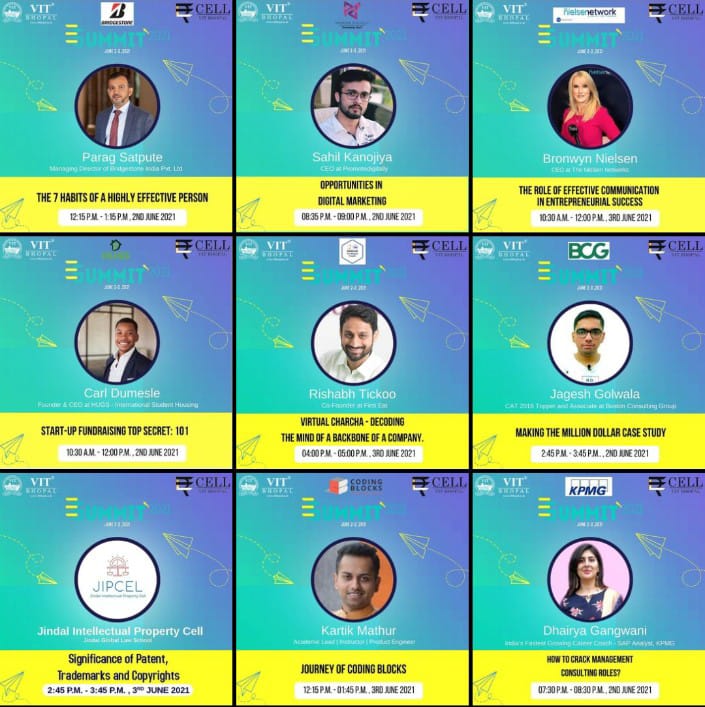 VIT®
BHOPAL
BRIDGESTONE
E CELL
VIT BHOPAL
ESUMMIT 2021
JUNE 2-3, 2021
Parag Satpute
Managing Director of Bridgestone India Pvt. Ltd
THE 7 HABITS OF A HIGHLY EFFECTIVE PERSON
12:15 P.M. - 1:15 P.M , 2ND JUNE 2021
VIT®
BHOPAL
E CELL
VIT BHOPAL
ESUMMIT 2021
JUNE 2-3, 2021
Sahil Kanojiya
CEO at Promotedigitally
OPPORTUNITIES IN
DIGITAL MARKETING
08:35 P.M. - 09:00 P.M , 2ND JUNE 2021
VIT®
BHOPAL
nielsenetwork
E CELL
VIT BHOPAL
ESUMMIT 2021
JUNE 2-3, 2021
Bronwyn Nielsen
CEO at The Nielsen Networks
THE ROLE OF EFFECTIVE COMMUNICATION
IN ENTREPRENEURIAL SUCCESS
10:30 A.M. - 12:00 P.M , 3RD JUNE 2021
VIT®
BHOPAL
E CELL
VIT BHOPAL
ESUMMIT 2021
JUNE 2-3, 2021
Carl Dumesle
Founder & CEO at HUGS - International Student Housing
START-UP FUNDRAISING TOP SECRET: 101
10:30 A.M. - 12:00 P.M , 2ND JUNE 2021
VIT®
BHOPAL
E CELL
VIT BHOPAL
ESUMMIT 2021
JUNE 2-3, 2021
Rishabh Tickoo
Co-Founder at First Eat
VIRTUAL CHARCHA - DECODING
THE MIND OF A BACKBONE OF A COMPANY.
04:00 P.M. - 05:00 P.M , 3RD JUNE 2021
VIT®
BHOPAL
BCG
E CELL
VIT BHOPAL
ESUMMIT 2021
JUNE 2-3, 2021
Jagesh Golwala
CAT 2016 Topper and Associate at Boston Consulting Group
MAKING THE MILLION DOLLAR CASE STUDY
2:45 P.M. - 3:45 P.M , 2ND JUNE 2021
VIT®
BHOPAL
E CELL
VIT BHOPAL
ESUMMIT 2021
JUNE 2-3, 2021
JIPCEL
Jindal Intellectual Property Cell
Jindal Intellectual Property Cell
Jindal Global Law School
Significance of Patent,
Trademarks and Copyrights
2:45 P.M. - 3:45 P.M. , 3RD JUNE 2021
VIT®
BHOPAL
CODING
BLOCKS
E CELL
VIT BHOPAL
ESUMMIT 2021
JUNE 2-3, 2021
Kartik Mathur
Academic Lead | Instructor | Product Engineer
JOURNEY OF CODING BLOCKS
12:15 P.M. - 01:45 P.M , 3RD JUNE 2021
VIT®
BHOPAL
KPMG
E CELL
VIT BHOPAL
ESUMMIT 2021
JUNE 2-3, 2021
Dhairya Gangwani
India's Fastest Growing Career Coach - SAP Analyst, KPMG
HOW TO CRACK MANAGEMENT
CONSULTING ROLES?
07:30 P.M. - 08:30 P.M , 2ND JUNE 2021